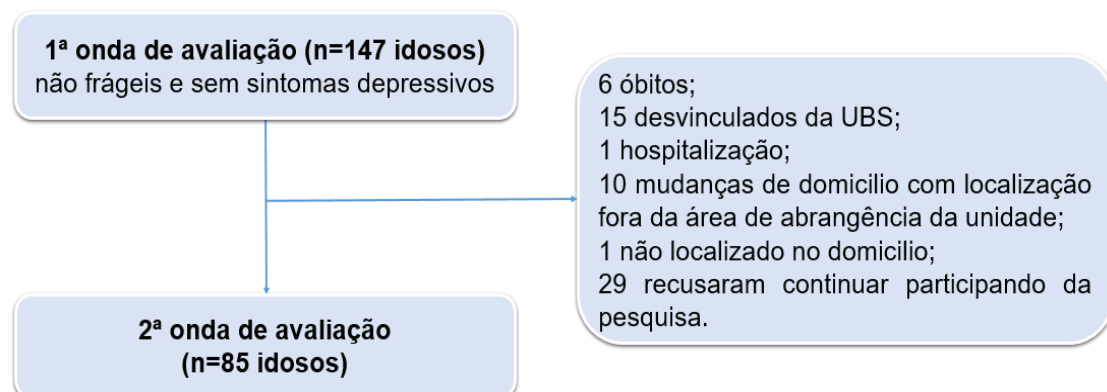 1ª onda de avaliação (n=147 idosos)
não frágeis e sem sintomas depressivos
6 óbitos;
15 desvinculados da UBS;
1 hospitalização;
10 mudanças de domicilio com localização
fora da área de abrangência da unidade;
1 não localizado no domicilio;
29 recusaram continuar participando da
pesquisa.
2ª onda de avaliação
(n=85 idosos)